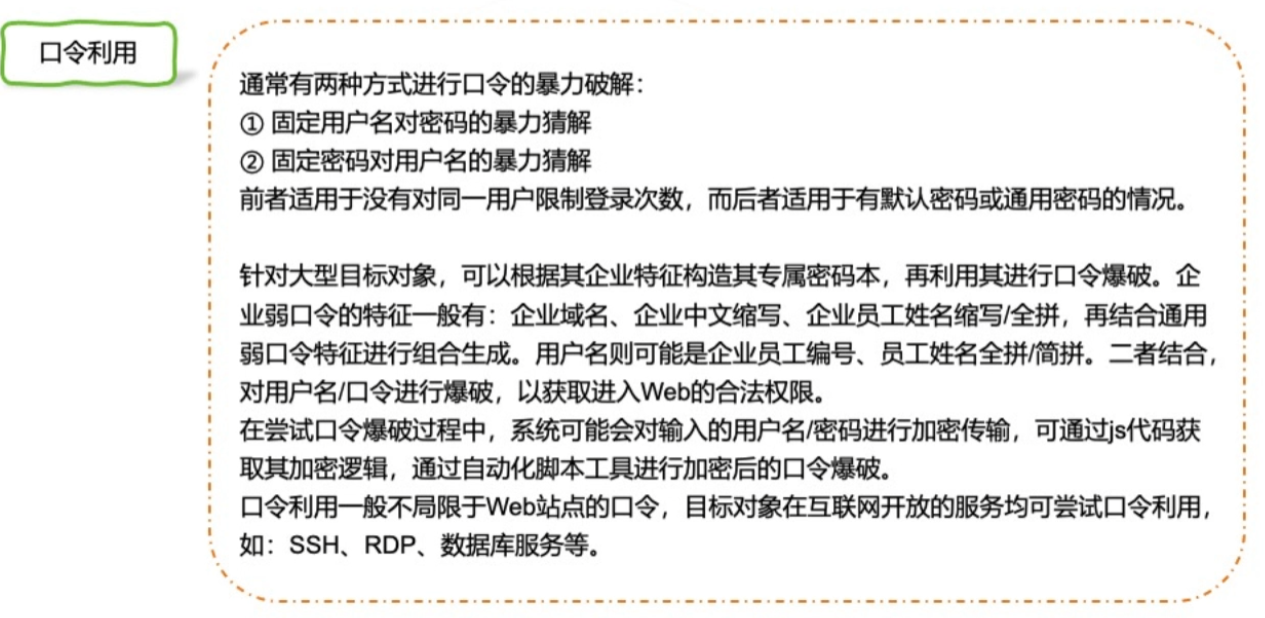 口令利用
通常有两种方式进行口令的暴力破解：
① 固定用户名对密码的暴力猜解
② 固定密码对用户名的暴力猜解
前者适用于没有对同一用户限制登录次数，而后者适用于有默认密码或通用密码的情况。
针对大型目标对象，可以根据其企业特征构造其专属密码本，再利用其进行口令爆破。企
业弱口令的特征一般有：企业域名、企业中文缩写、企业员工姓名缩写/全拼，再结合通用
弱口令特征进行组合生成。用户名则可能是企业员工编号、员工姓名全拼/简拼。二者结合，
对用户名/口令进行爆破，以获取进入Web的合法权限。
在尝试口令爆破过程中，系统可能会对输入的用户名/密码进行加密传输，可通过js代码获
取其加密逻辑，通过自动化脚本工具进行加密后的口令爆破。
口令利用一般不局限于Web站点的口令，目标对象在互联网开放的服务均可尝试口令利用，
如：SSH、RDP、数据库服务等。